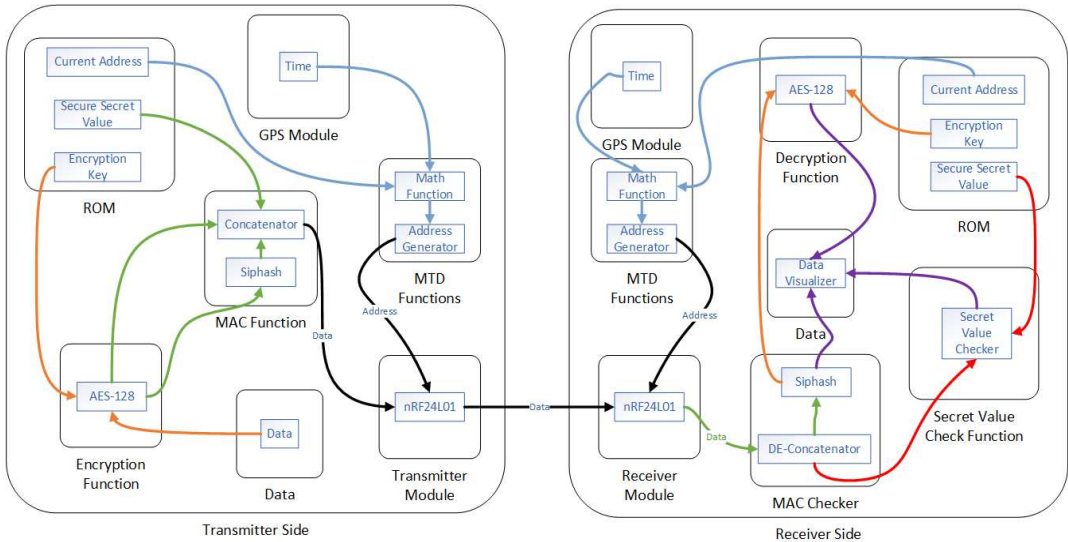 Current Address
Secure Secret
Value
Encryption
Key
ROM
Time
GPS Module
Math
Function
Address
Generator
MTD
Functions
Concatenator
Siphash
MAC Function
Address
Data
AES-128
Encryption
Function
Data
Data
nRF24L01
Transmitter
Module
Transmitter Side
Data
Time
GPS Module
Math
Function
Address
Generator
MTD
Functions
Address
nRF24L01
Receiver
Module
Data
AES-128
Decryption
Function
Current Address
Encryption
Key
Secure Secret
Value
ROM
Data
Visualizer
Data
Secret
Value
Checker
Secret Value
Check Function
Siphash
DE-Concatenator
MAC Checker
Receiver Side